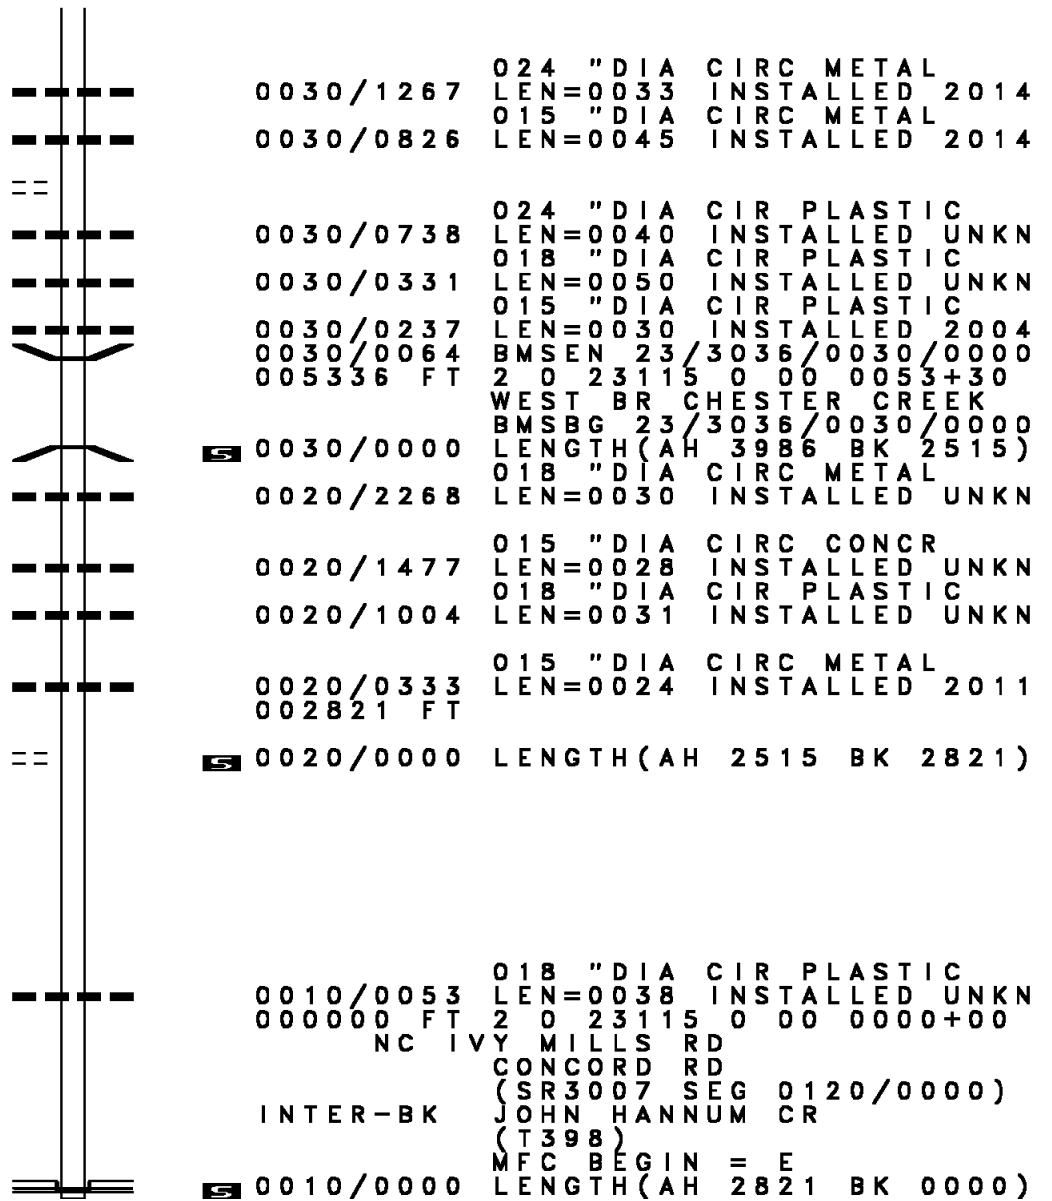 024 "DIA CIRC METAL
0030/1267 LEN=0033 INSTALLED 2014
015 "DIA CIRC METAL
0030/0826 LEN=0045 INSTALLED 2014
024 "DIA CIR PLASTIC
0030/0738 LEN=0040 INSTALLED UNKN
018 "DIA CIR PLASTIC
0030/0331 LEN=0050 INSTALLED UNKN
015 "DIA CIR PLASTIC
0030/0237 LEN=0030 INSTALLED 2004
0030/0064 BMSEN 23/3036/0030/0000
005336 FT 2 0 23115 0 00 0053+30
WEST BR CHESTER CREEK
BMSBG 23/3036/0030/0000
S 0030/0000 LENGTH(AH 3986 BK 2515)
018 "DIA CIRC METAL
0020/2268 LEN=0030 INSTALLED UNKN
015 "DIA CIRC CONCR
0020/1477 LEN=0028 INSTALLED UNKN
018 "DIA CIR PLASTIC
0020/1004 LEN=0031 INSTALLED UNKN
015 "DIA CIRC METAL
0020/0333 LEN=0024 INSTALLED 2011
002821 FT
S 0020/0000 LENGTH(AH 2515 BK 2821)
018 "DIA CIR PLASTIC
0010/0053 LEN=0038 INSTALLED UNKN
000000 FT 2 0 23115 0 00 0000+00
NC IVY MILLS RD
CONCORD RD
(SR3007 SEG 0120/0000)
INTER-BK JOHN HANNUM CR
(T398)
MFC BEGIN = E
S 0010/0000 LENGTH(AH 2821 BK 0000)